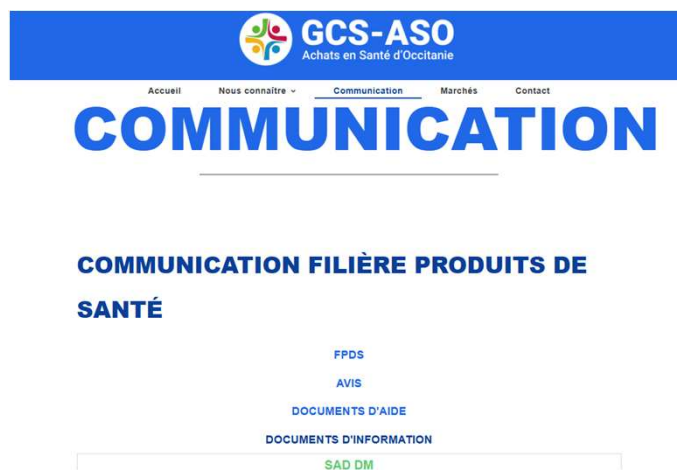 GCS-ASO
Achats en Santé d'Occitanie
Accueil Nous connaître Communication Marchés Contact
COMMUNICATION
COMMUNICATION FILIÈRE PRODUITS DE
SANTÉ
FPDS
AVIS
DOCUMENTS D'AIDE
DOCUMENTS D'INFORMATION
SAD DM